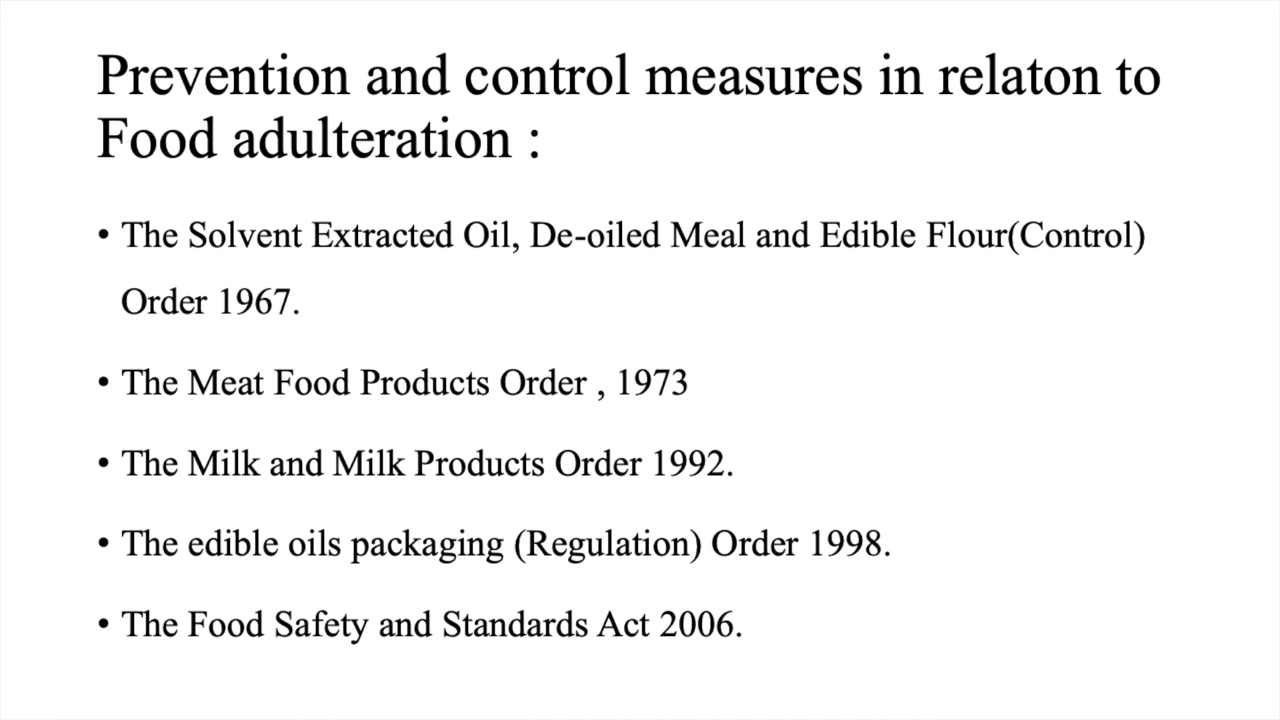 Prevention and control measures in relaton to
Food adulteration :
• The Solvent Extracted Oil, De-oiled Meal and Edible Flour(Control)
Order 1967.
• The Meat Food Products Order , 1973
• The Milk and Milk Products Order 1992.
• The edible oils packaging (Regulation) Order 1998.
• The Food Safety and Standards Act 2006.